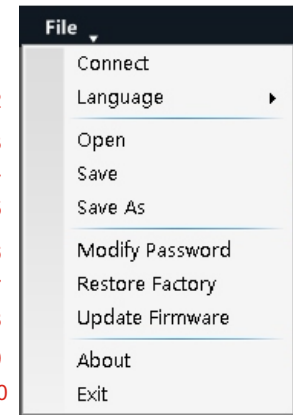 File
Connect
Language
Open
Save
Save As
Modify Password
Restore Factory
Update Firmware
About
Exit